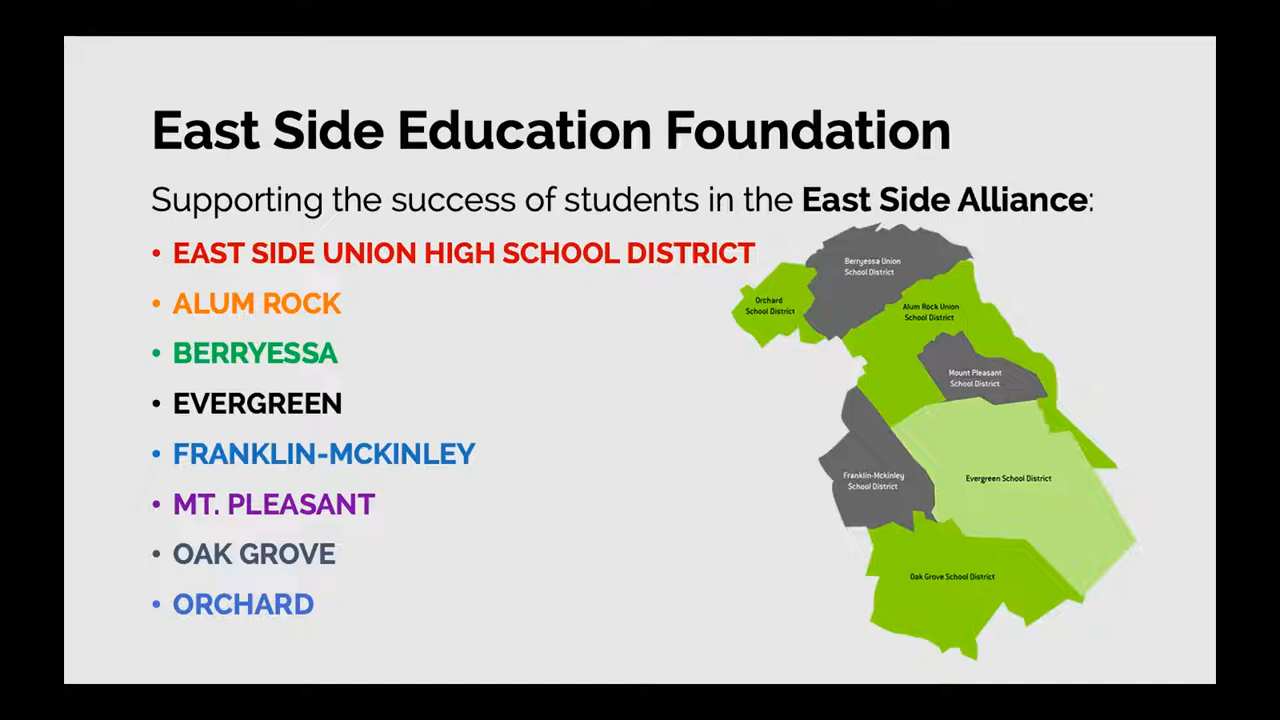 East Side Education Foundation
Supporting the success of students in the East Side Alliance:
• EAST SIDE UNION HIGH SCHOOL DISTRICT
• ALUM ROCK
• BERRYESSA
• EVERGREEN
• FRANKLIN-MCKINLEY
• MT. PLEASANT
• OAK GROVE
• ORCHARD
Berryessa Union
School District
Orchard
School District
Alum Rock Union
School District
Mount Pleasant
School District
Franklin-Mckinley
School District
Evergreen School District
Oak Grove School District